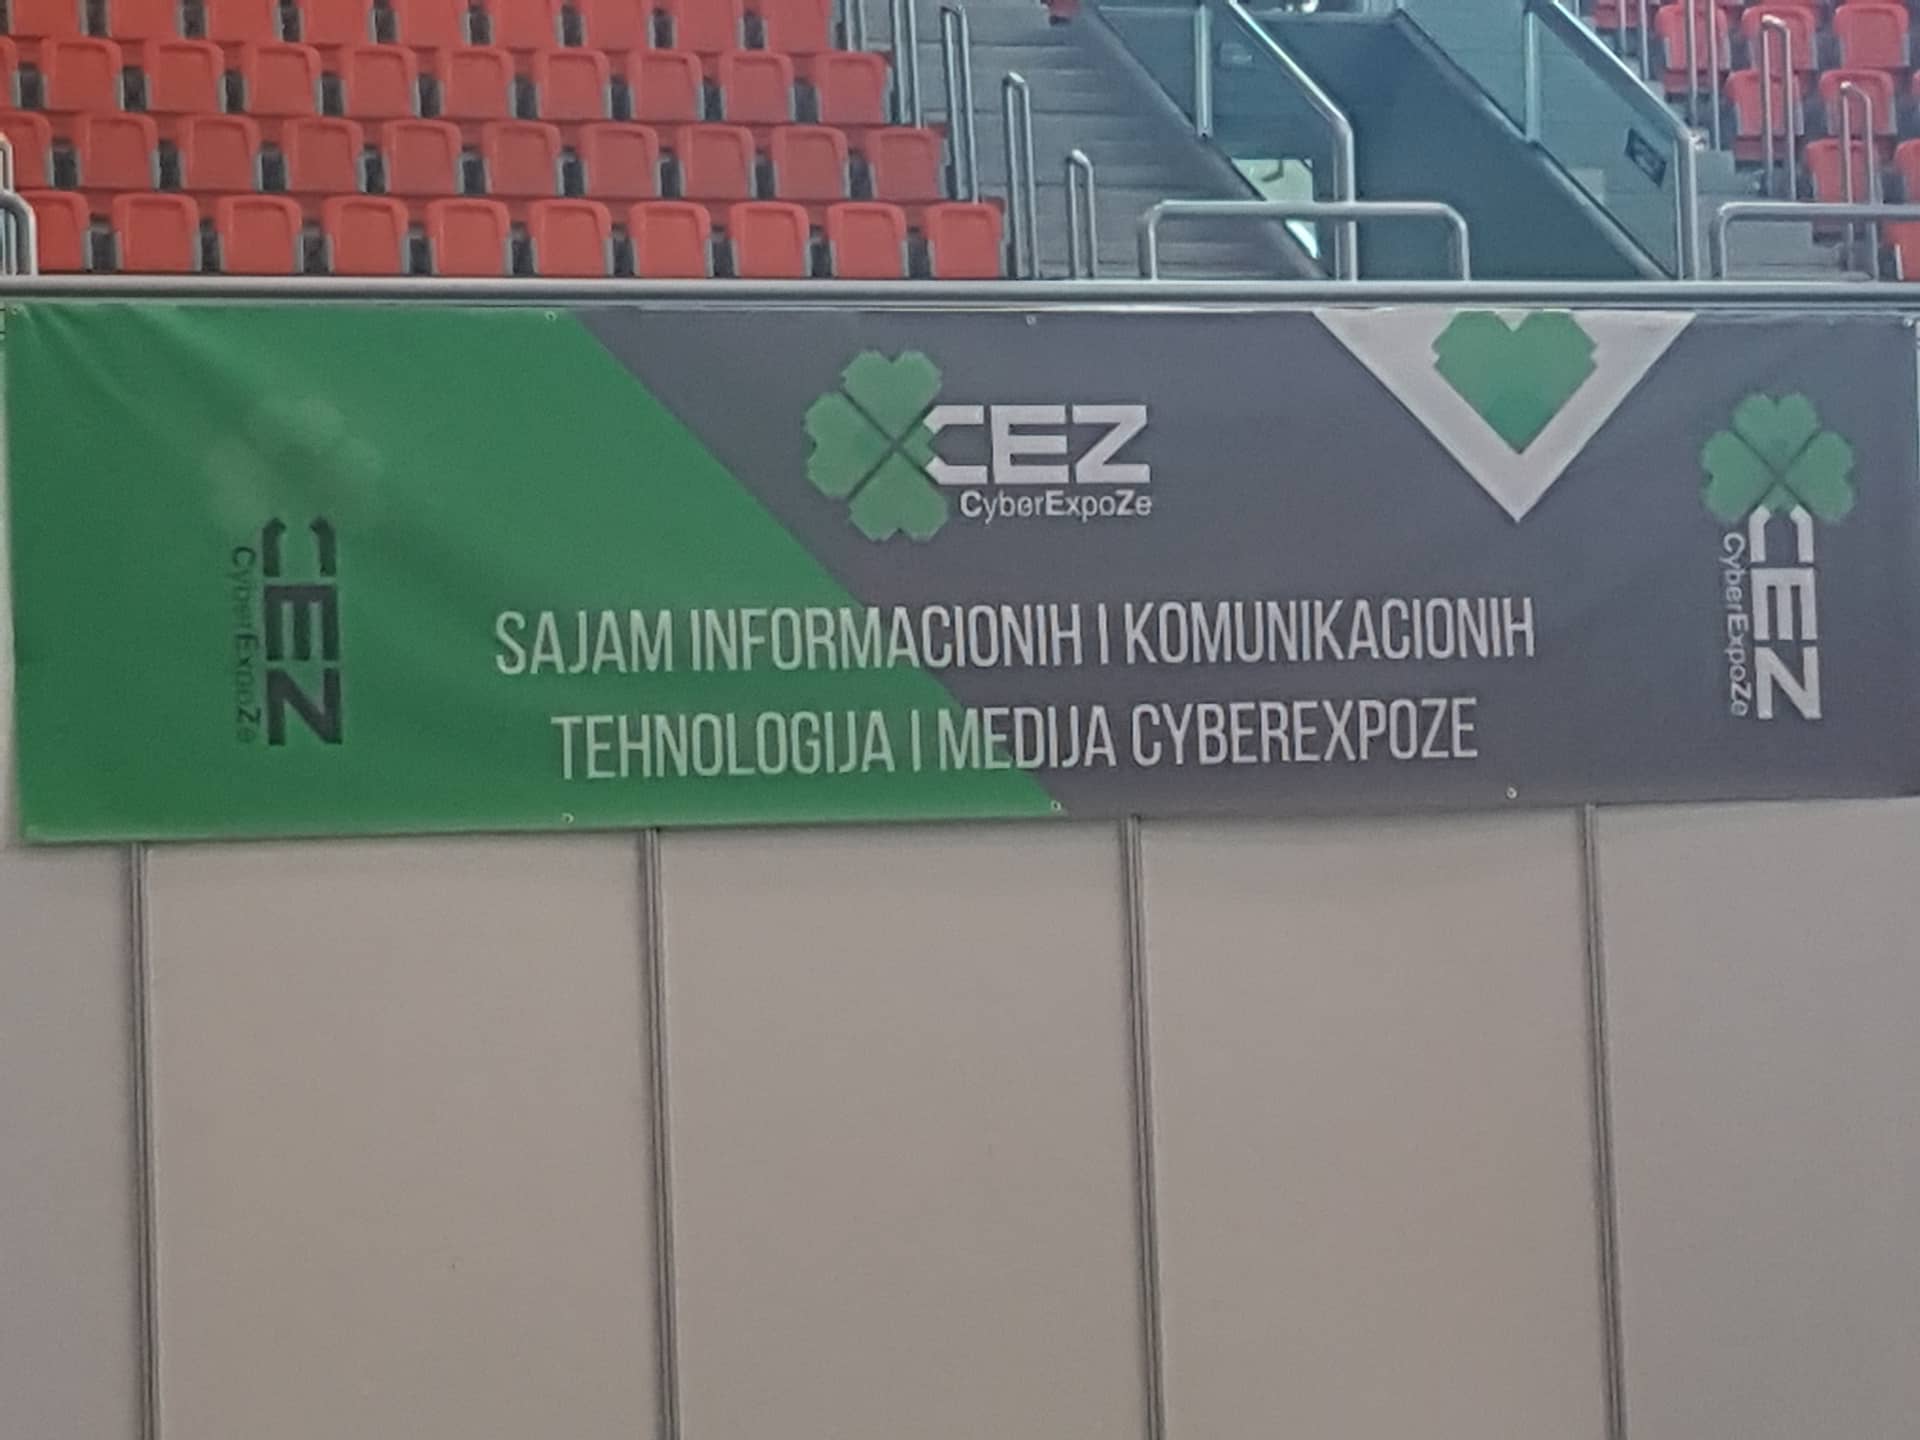 CEZ
CyberExpoZe
SAJAM INFORMACIONIH I KOMUNIKACIONIH
TEHNOLOGIJA I MEDIJA CYBEREXPOZE
CEZ
CyberExpoZe
CEZ
CyberExpoZe